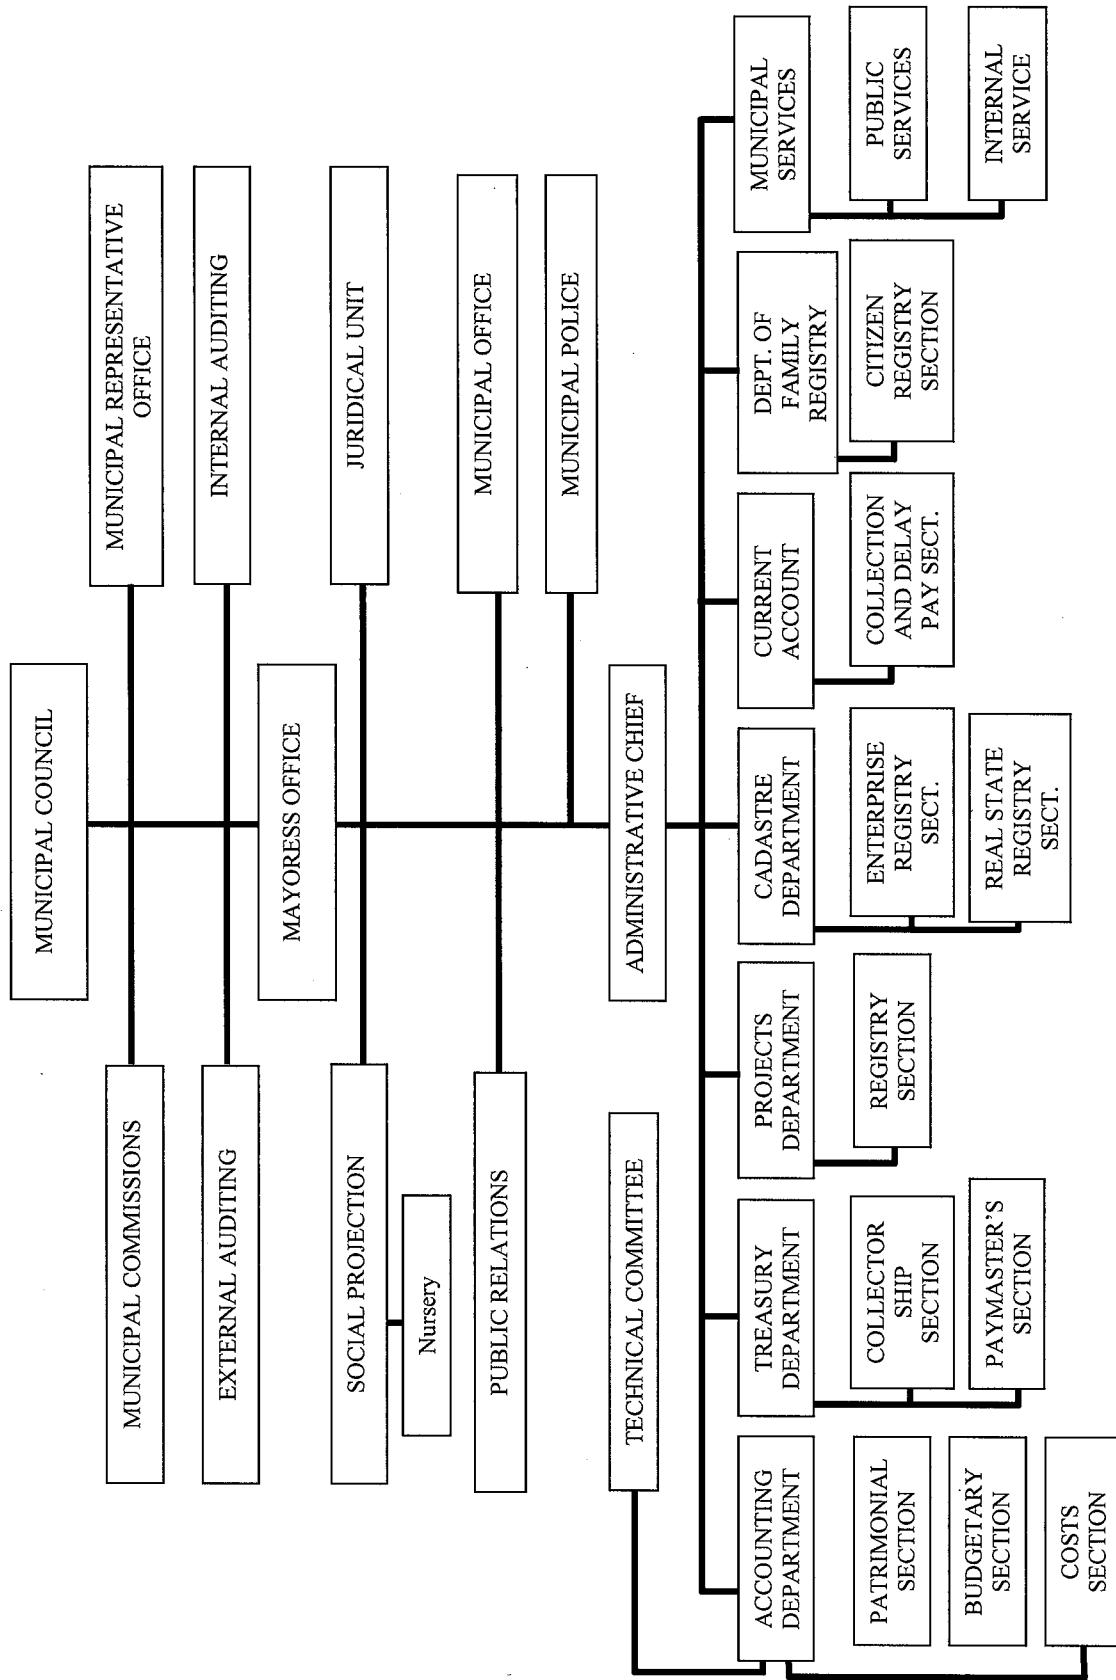 MUNICIPAL COUNCIL
MUNICIPAL COMMISSIONS
MUNICIPAL REPRESENTATIVE
OFFICE
EXTERNAL AUDITING
INTERNAL AUDITING
MAYORESS OFFICE
SOCIAL PROJECTION
Nursery
JURIDICAL UNIT
PUBLIC RELATIONS
MUNICIPAL OFFICE
MUNICIPAL POLICE
TECHNICAL COMMITTEE
ADMINISTRATIVE CHIEF
ACCOUNTING
DEPARTMENT
PATRIMONIAL
SECTION
BUDGETARY
SECTION
COSTS
SECTION
TREASURY
DEPARTMENT
COLLECTOR
SHIP
SECTION
PAYMASTER'S
SECTION
PROJECTS
DEPARTMENT
REGISTRY
SECTION
CADASTRE
DEPARTMENT
ENTERPRISE
REGISTRY
SECT.
REAL STATE
REGISTRY
SECT.
CURRENT
ACCOUNT
COLLECTION
AND DELAY
PAY SECT.
DEPT. OF
FAMILY
REGISTRY
CITIZEN
REGISTRY
SECTION
MUNICIPAL
SERVICES
PUBLIC
SERVICES
INTERNAL
SERVICE